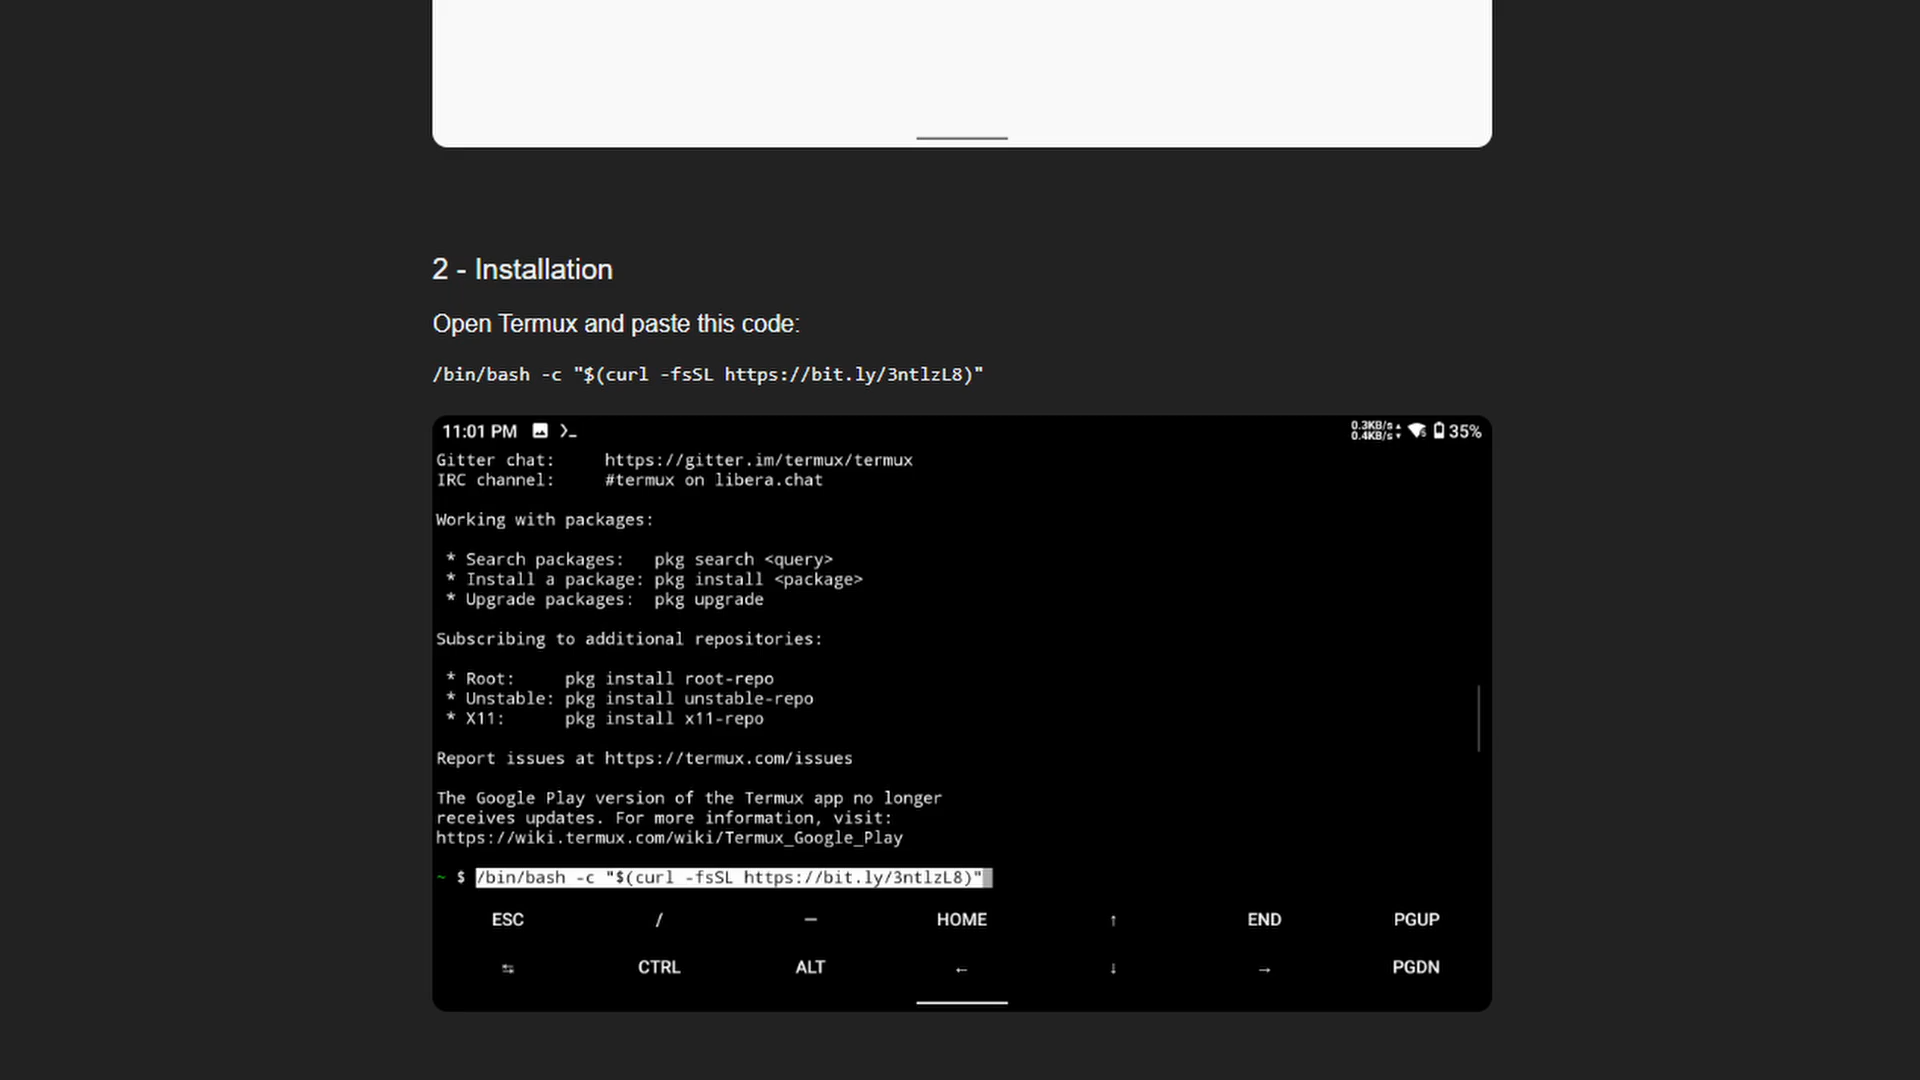 2 - Installation
Open Termux and paste this code:
/bin/bash -c "$(curl -fsSL https://bit.ly/3ntlzL8)"
11:01 PM 0.3KB/s 35%
0.4KB/s
Gitter chat: https://gitter.im/termux/termux
IRC channel: #termux on libera.chat
Working with packages:
* Search packages: pkg search <query>
* Install a package: pkg install <package>
* Upgrade packages: pkg upgrade
Subscribing to additional repositories:
* Root: pkg install root-repo
* Unstable: pkg install unstable-repo
* X11: pkg install x11-repo
Report issues at https://termux.com/issues
The Google Play version of the Termux app no longer
receives updates. For more information, visit:
https://wiki.termux.com/wiki/Termux_Google_Play
~ $ /bin/bash -c "$(curl -fsSL https://bit.ly/3ntlzL8)"
ESC / — HOME ↑ END PGUP
⇆ CTRL ALT ← ↓ → PGDN